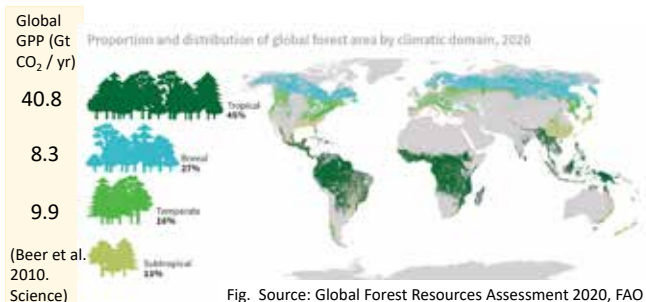 Global
GPP (Gt
CO₂ / yr)
Proportion and distribution of global forest area by climatic domain, 2020
40.8
Tropical
45%
8.3
Boreal
27%
9.9
Temperate
16%
(Beer et al.
2010.
Science)
Subtropical
11%
Fig. Source: Global Forest Resources Assessment 2020, FAO